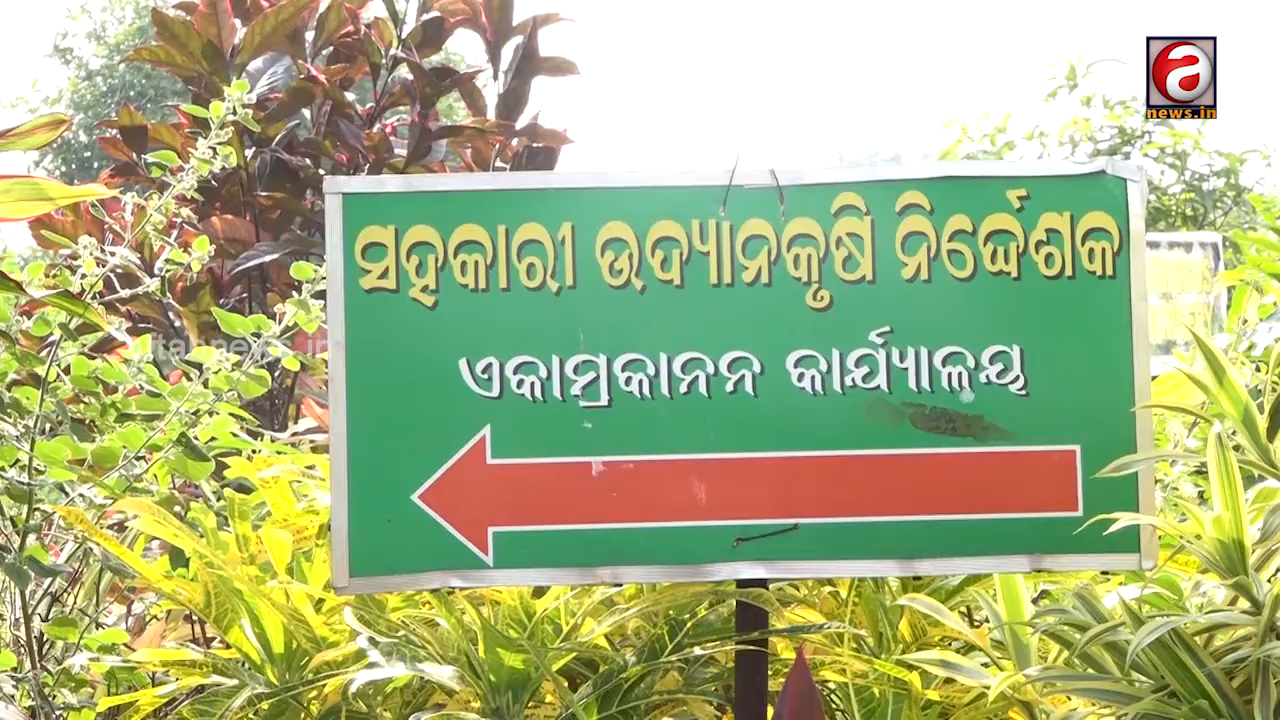 news.in
ସହକାରୀ ଉଦ୍ୟାନକୃଷି ନିର୍ଦ୍ଦେଶକ
ଏକାମ୍ରକାନନ କାର୍ଯ୍ୟାଳୟ